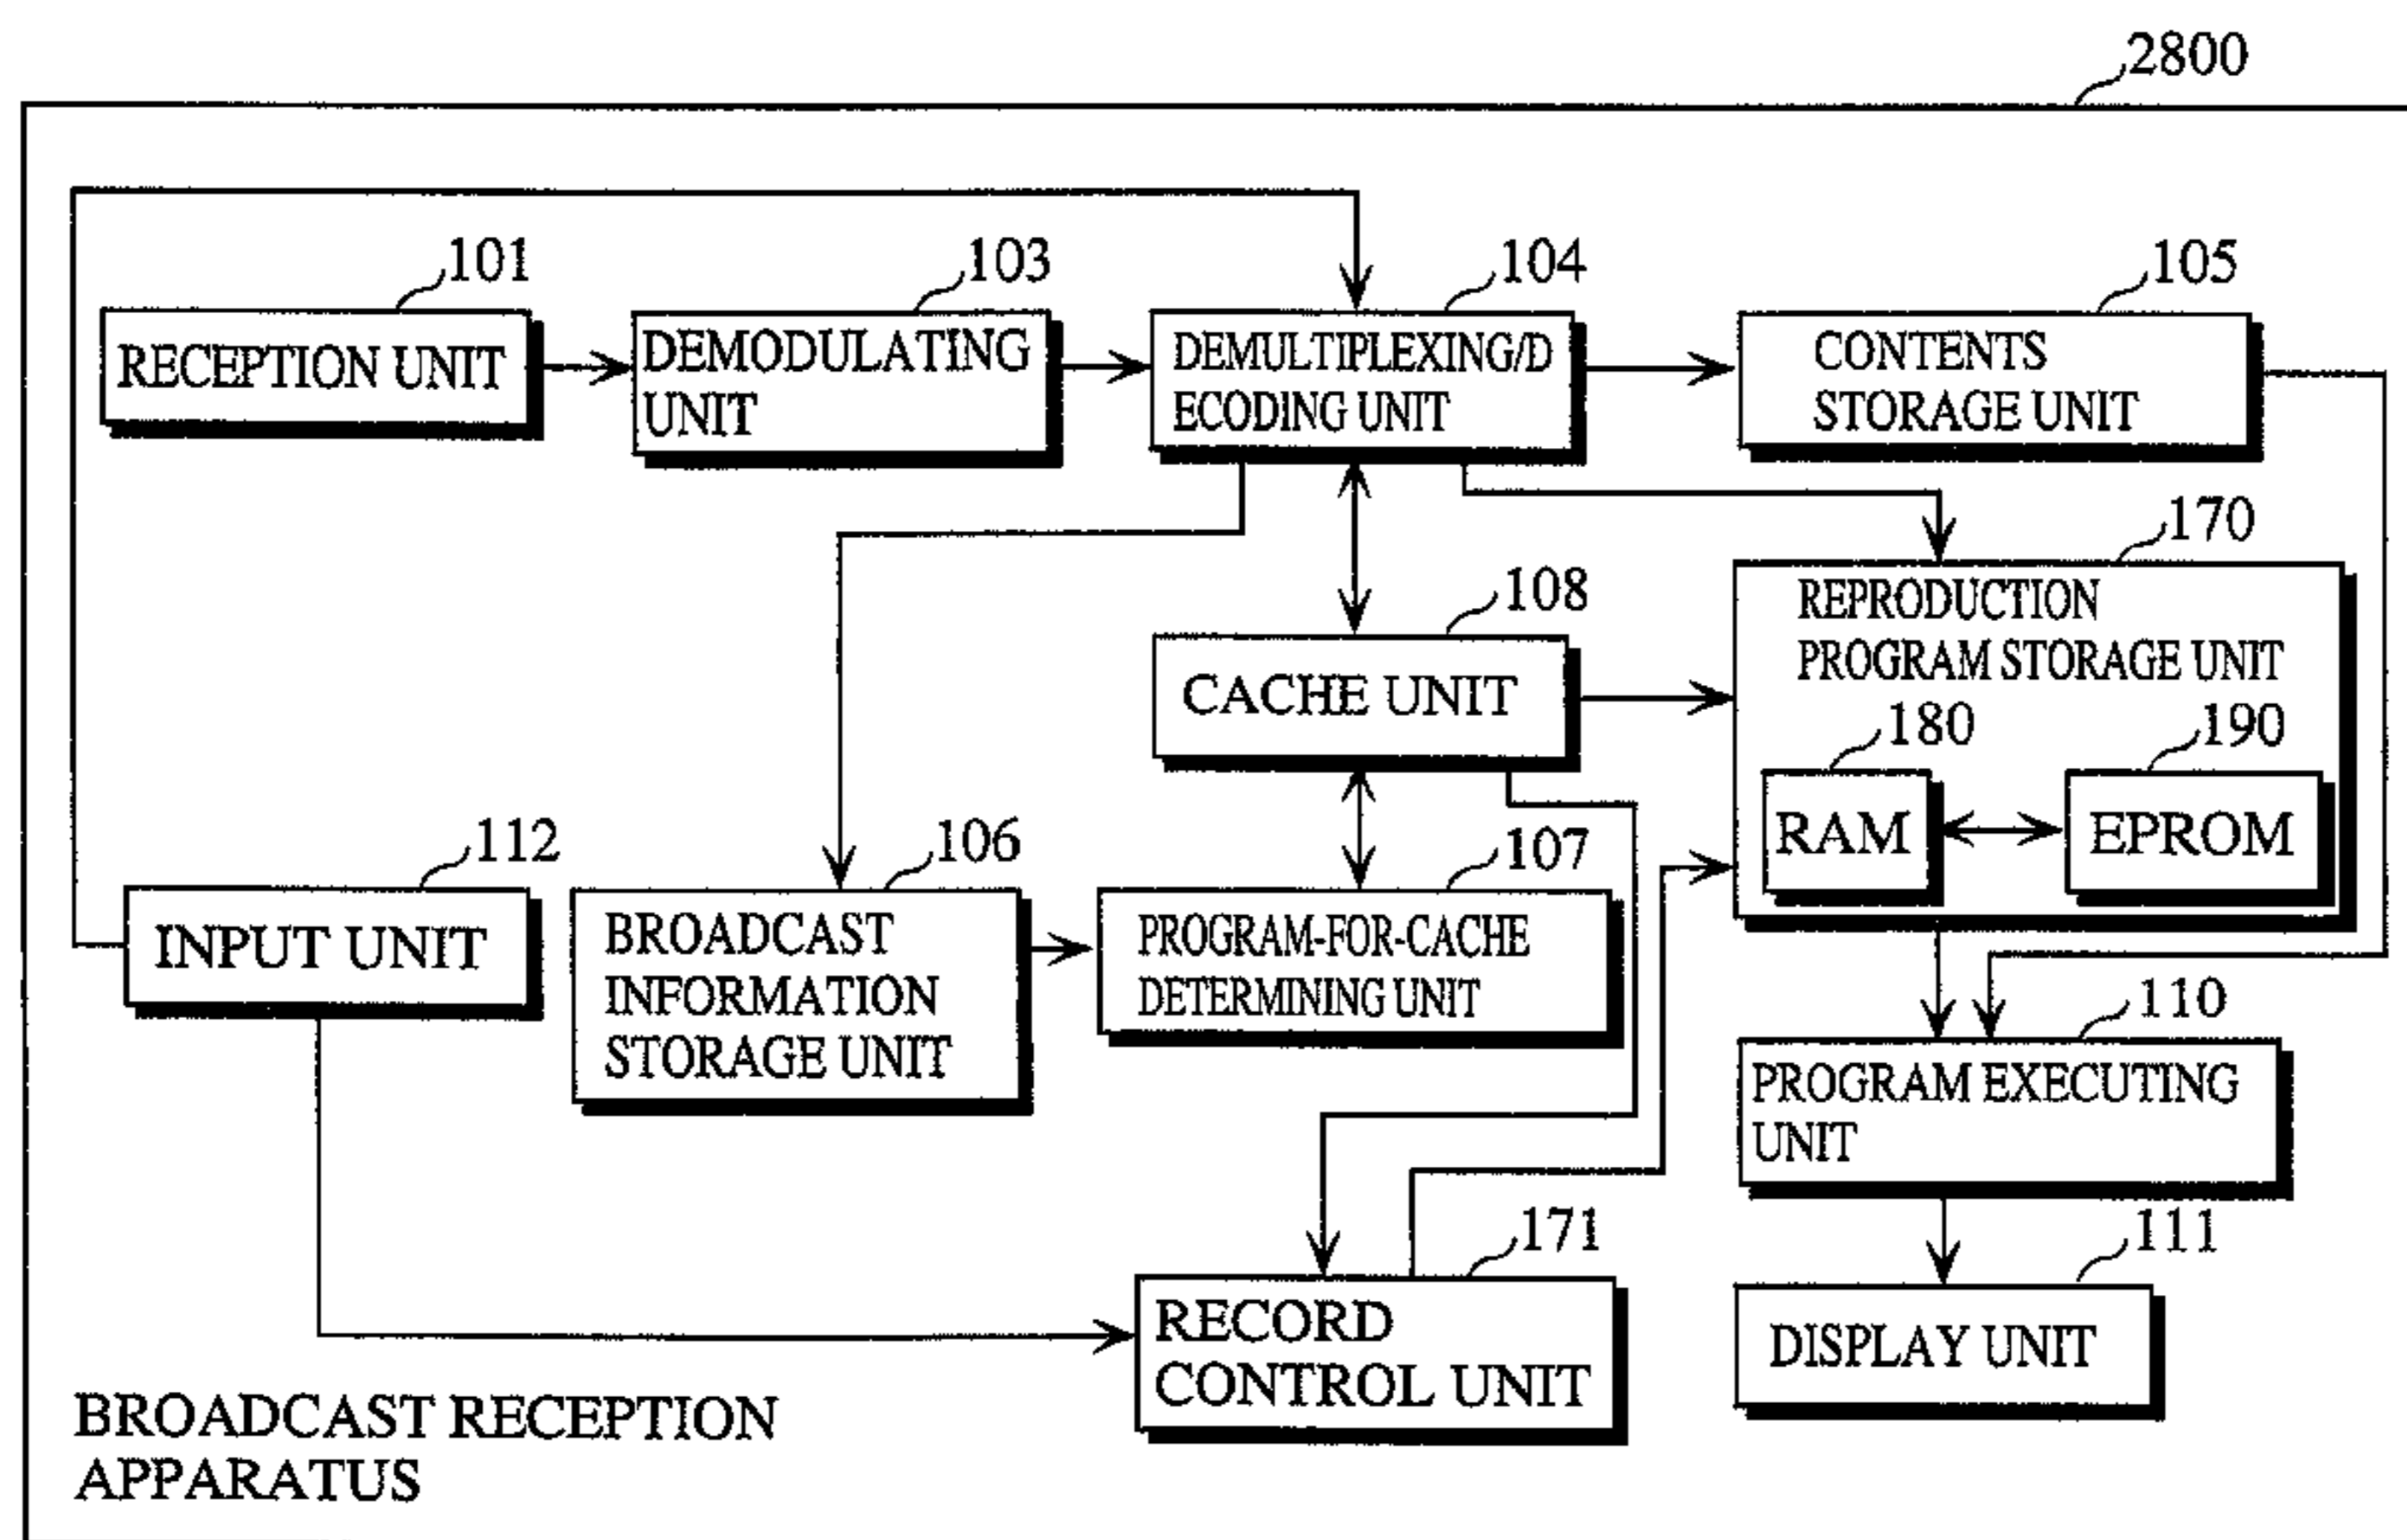 2800
101
103
104
105
RECEPTION UNIT
DEMODULATING
UNIT
DEMULTIPLEXING/D
ECODING UNIT
CONTENTS
STORAGE UNIT
170
REPRODUCTION
PROGRAM STORAGE UNIT
108
CACHE UNIT
180
190
RAM
EPROM
112
INPUT UNIT
106
BROADCAST
INFORMATION
STORAGE UNIT
107
PROGRAM-FOR-CACHE
DETERMINING UNIT
110
PROGRAM EXECUTING
UNIT
171
RECORD
CONTROL UNIT
111
DISPLAY UNIT
BROADCAST RECEPTION
APPARATUS